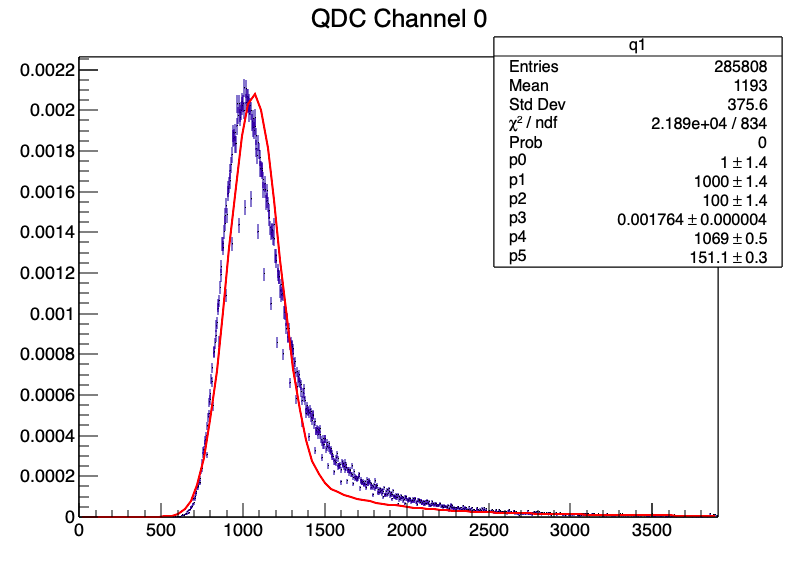 QDC Channel 0
q1
Entries 285808
Mean 1193
Std Dev 375.6
χ² / ndf 2.189e+04 / 834
Prob 0
p0 1 ± 1.4
p1 1000 ± 1.4
p2 100 ± 1.4
p3 0.001764 ± 0.000004
p4 1069 ± 0.5
p5 151.1 ± 0.3
0.0022
0.002
0.0018
0.0016
0.0014
0.0012
0.001
0.0008
0.0006
0.0004
0.0002
0
0 500 1000 1500 2000 2500 3000 3500